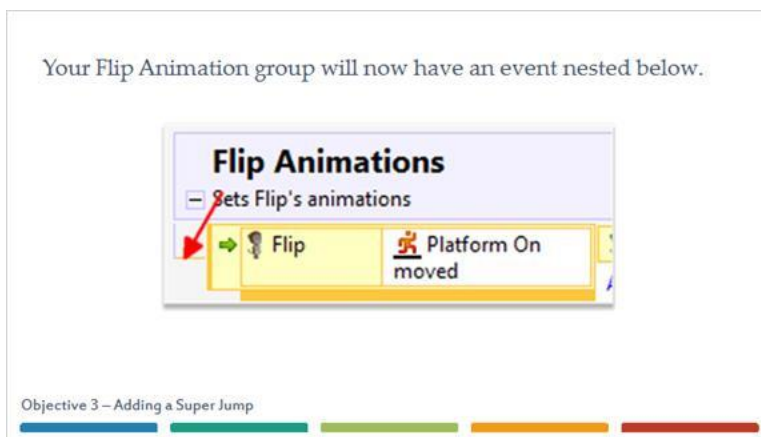 Your Flip Animation group will now have an event nested below.
Flip Animations
Sets Flip's animations
Flip
Platform On
moved
Objective 3 – Adding a Super Jump